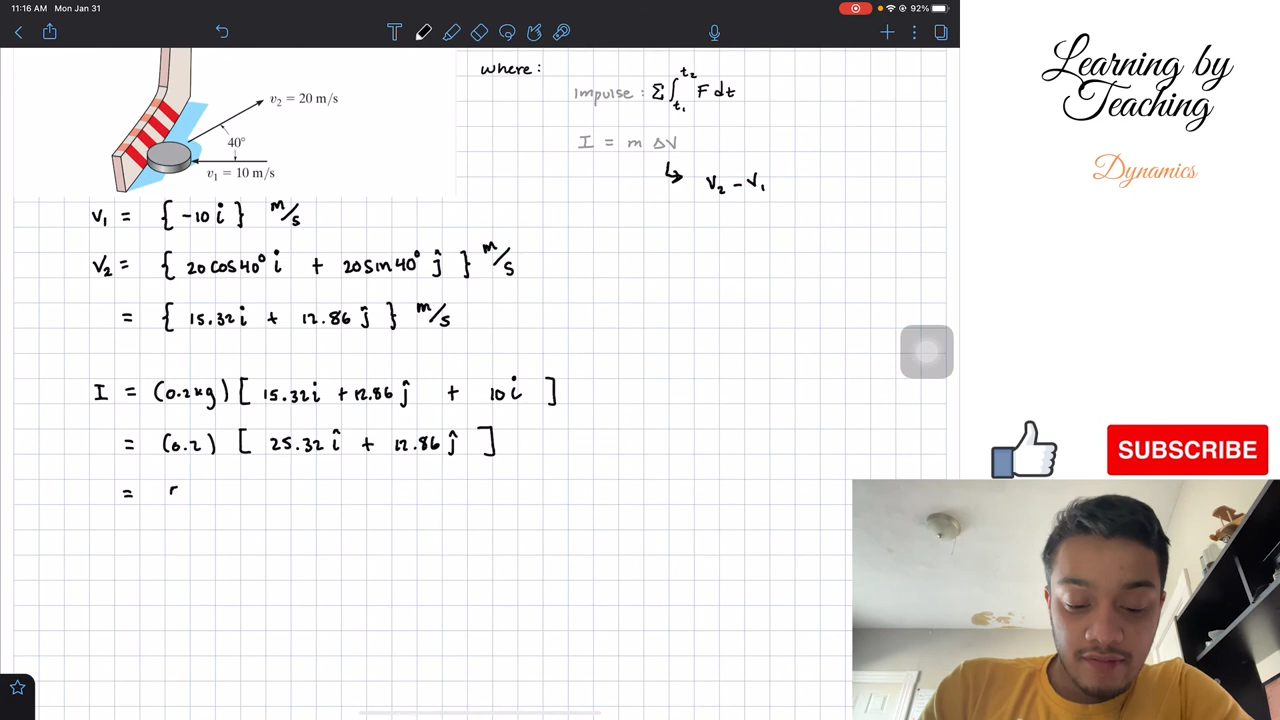 11:16 AM Mon Jan 31
92%
v₂ = 20 m/s
40°
v₁ = 10 m/s
where:
Impulse: Σ∫ₜ₁ᵗ² F dt
I = m ΔV
↳ V₂ - V₁
Learning by
Teaching
Dynamics
V₁ = { -10 i } m/s
V₂ = { 20 cos 40° i + 20 sin 40° ĵ } m/s
= { 15.32 i + 12.86 ĵ } m/s
I = (0.2 kg) [ 15.32 i + 12.86 ĵ + 10 i ]
= (0.2) [ 25.32 î + 12.86 ĵ ]
=
SUBSCRIBE